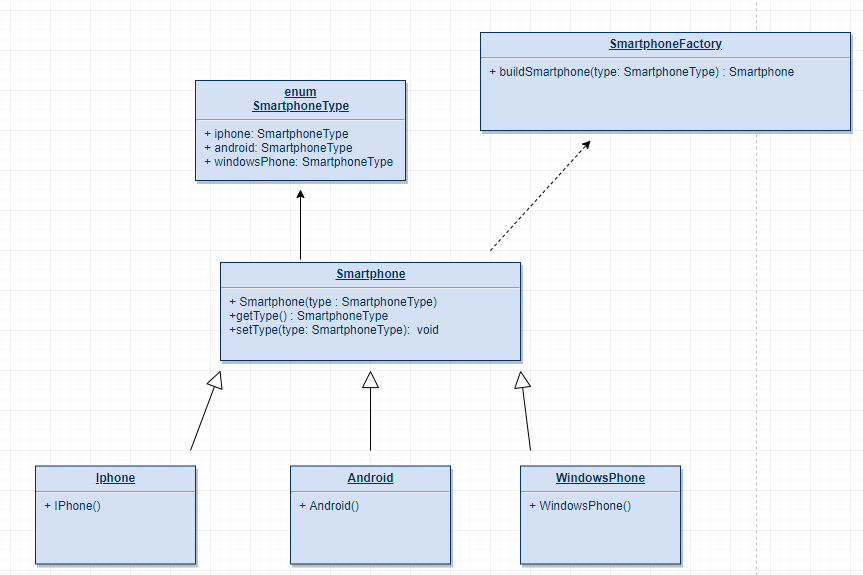 SmartphoneFactory
+ buildSmartphone(type: SmartphoneType) : Smartphone
enum
SmartphoneType
+ iphone: SmartphoneType
+ android: SmartphoneType
+ windowsPhone: SmartphoneType
Smartphone
+ Smartphone(type : SmartphoneType)
+getType() : SmartphoneType
+setType(type: SmartphoneType): void
Iphone
+ IPhone()
Android
+ Android()
WindowsPhone
+ WindowsPhone()